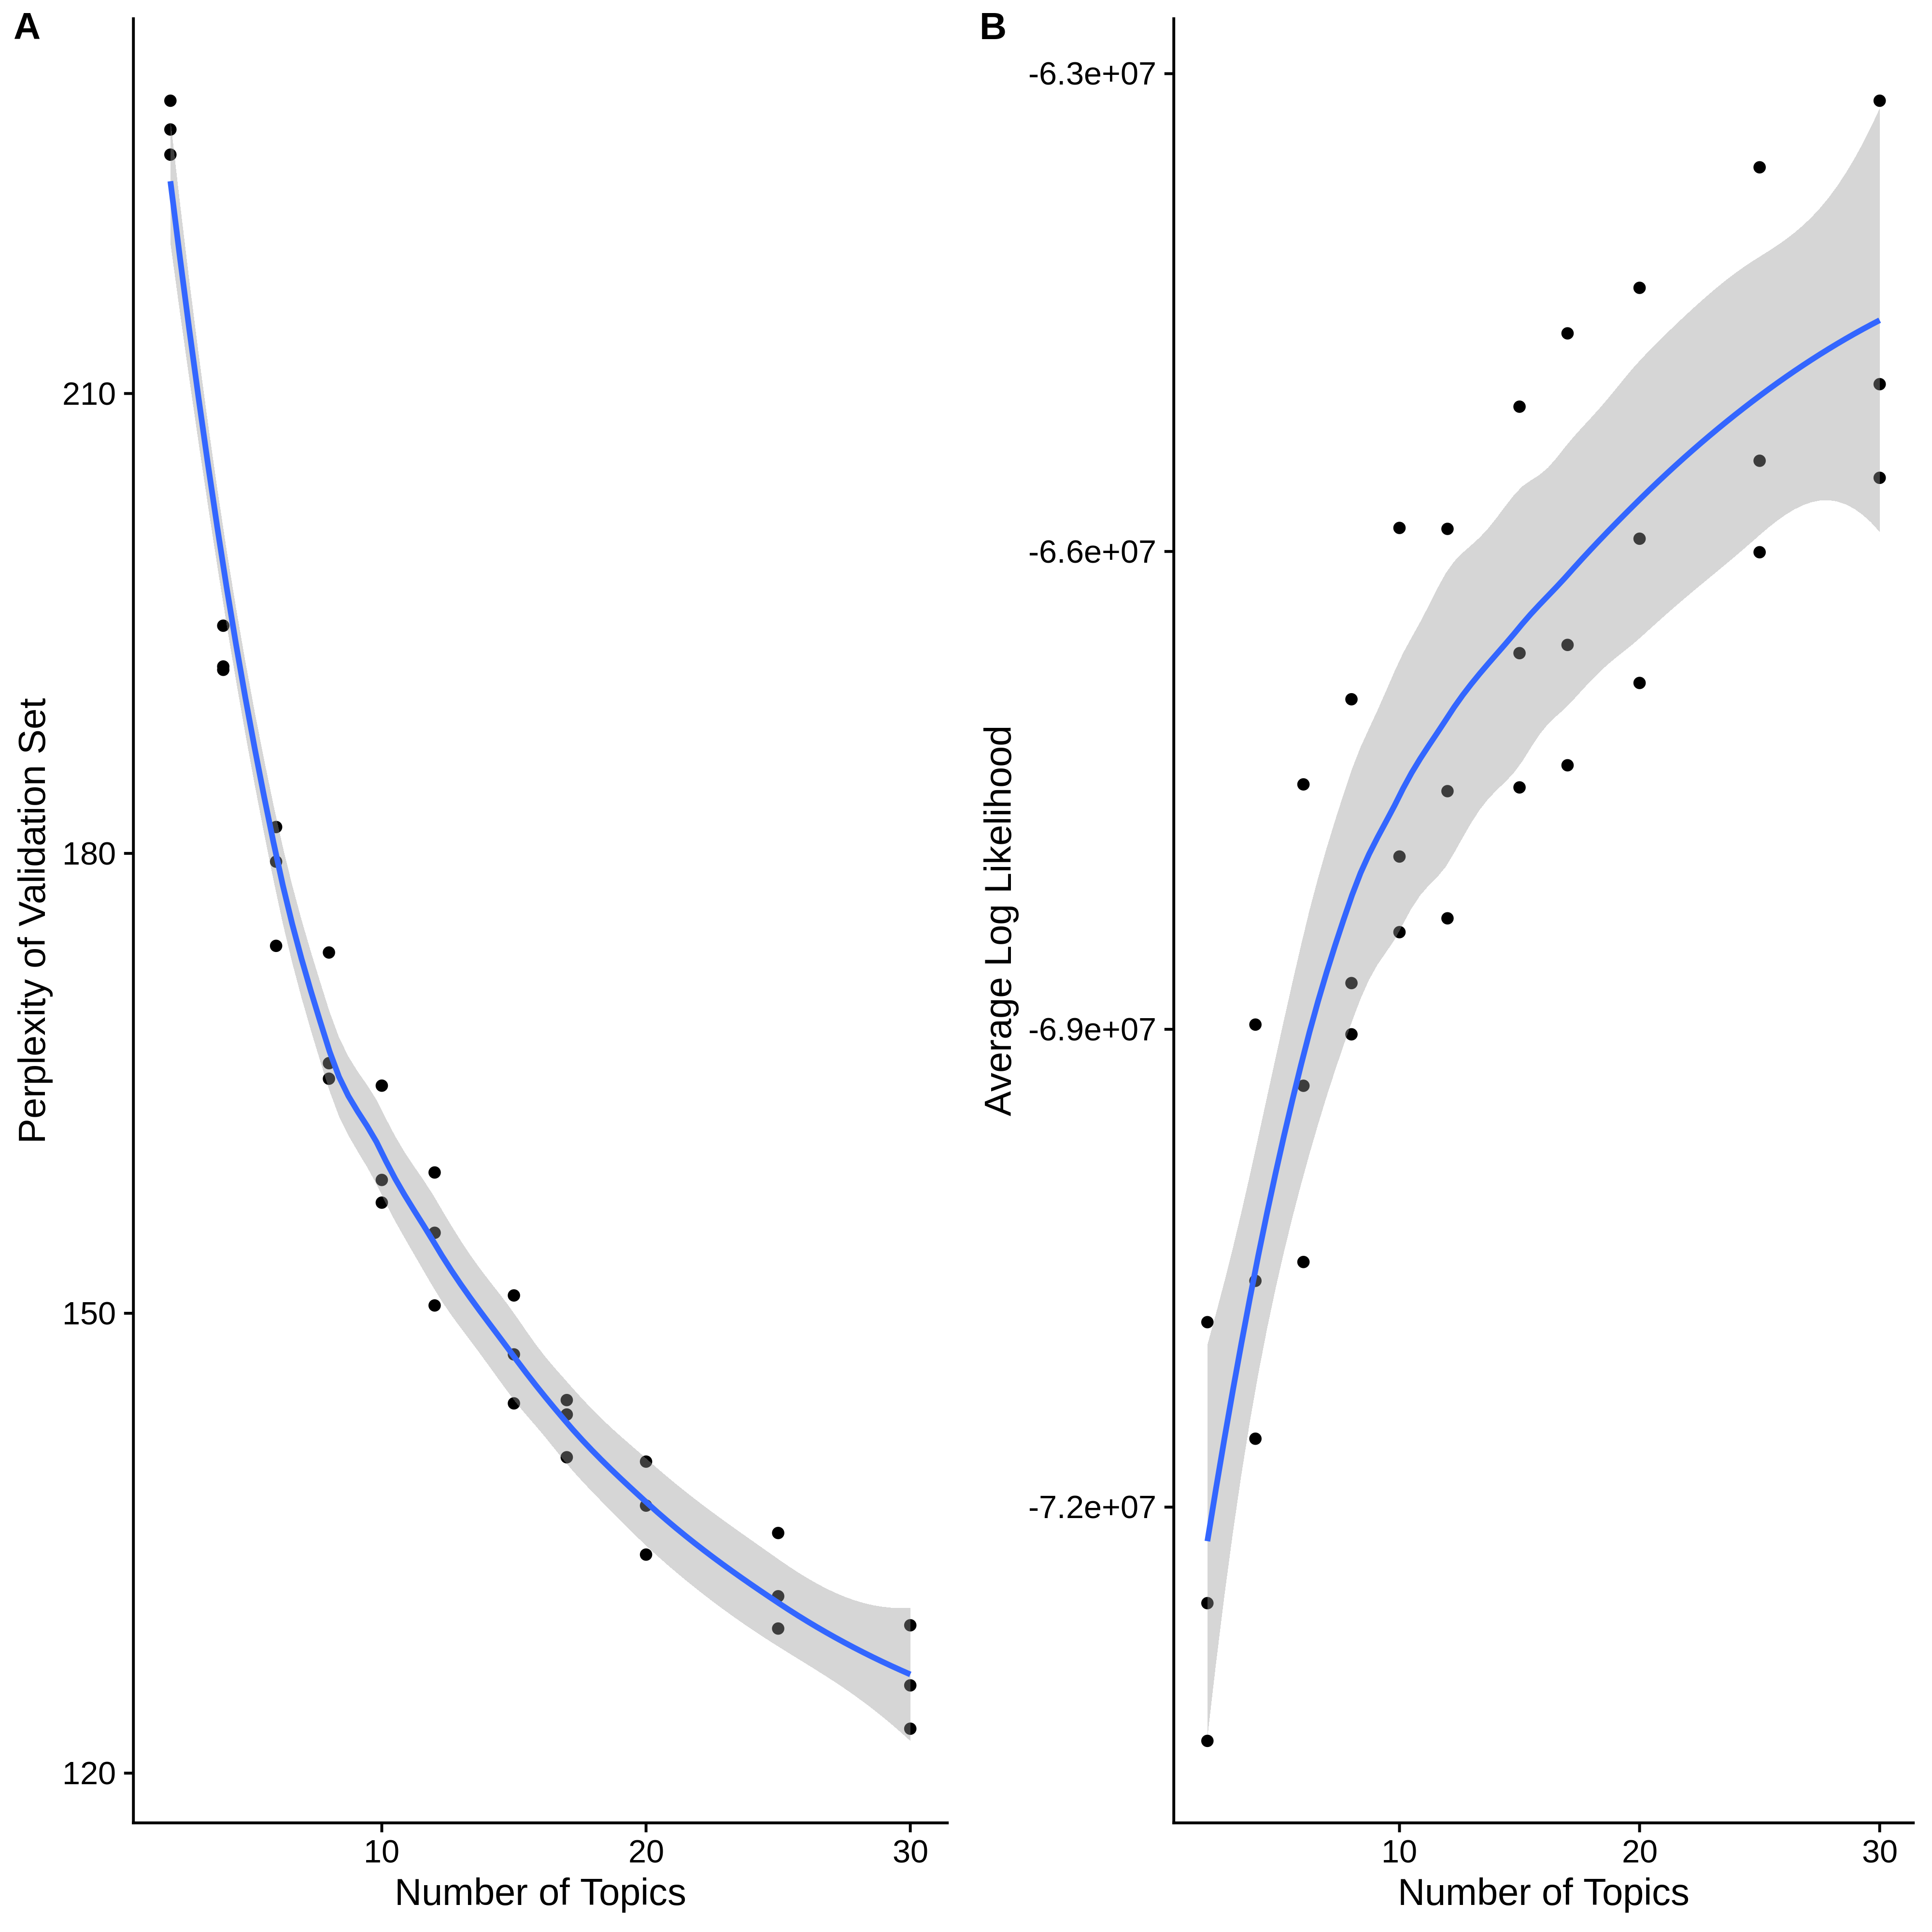 A
Perplexity of Validation Set
210
180
150
120
10 20 30
Number of Topics
B
Average Log Likelihood
-6.3e+07
-6.6e+07
-6.9e+07
-7.2e+07
10 20 30
Number of Topics